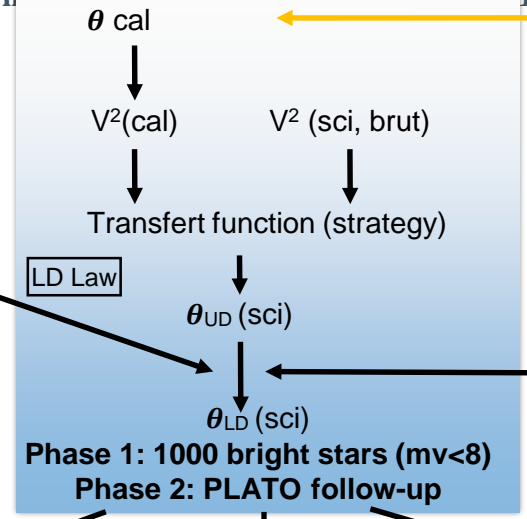 θ cal
V²(cal) V² (sci, brut)
Transfert function (strategy)
LD Law
θUD (sci)
θLD (sci)
Phase 1: 1000 bright stars (mv<8)
Phase 2: PLATO follow-up